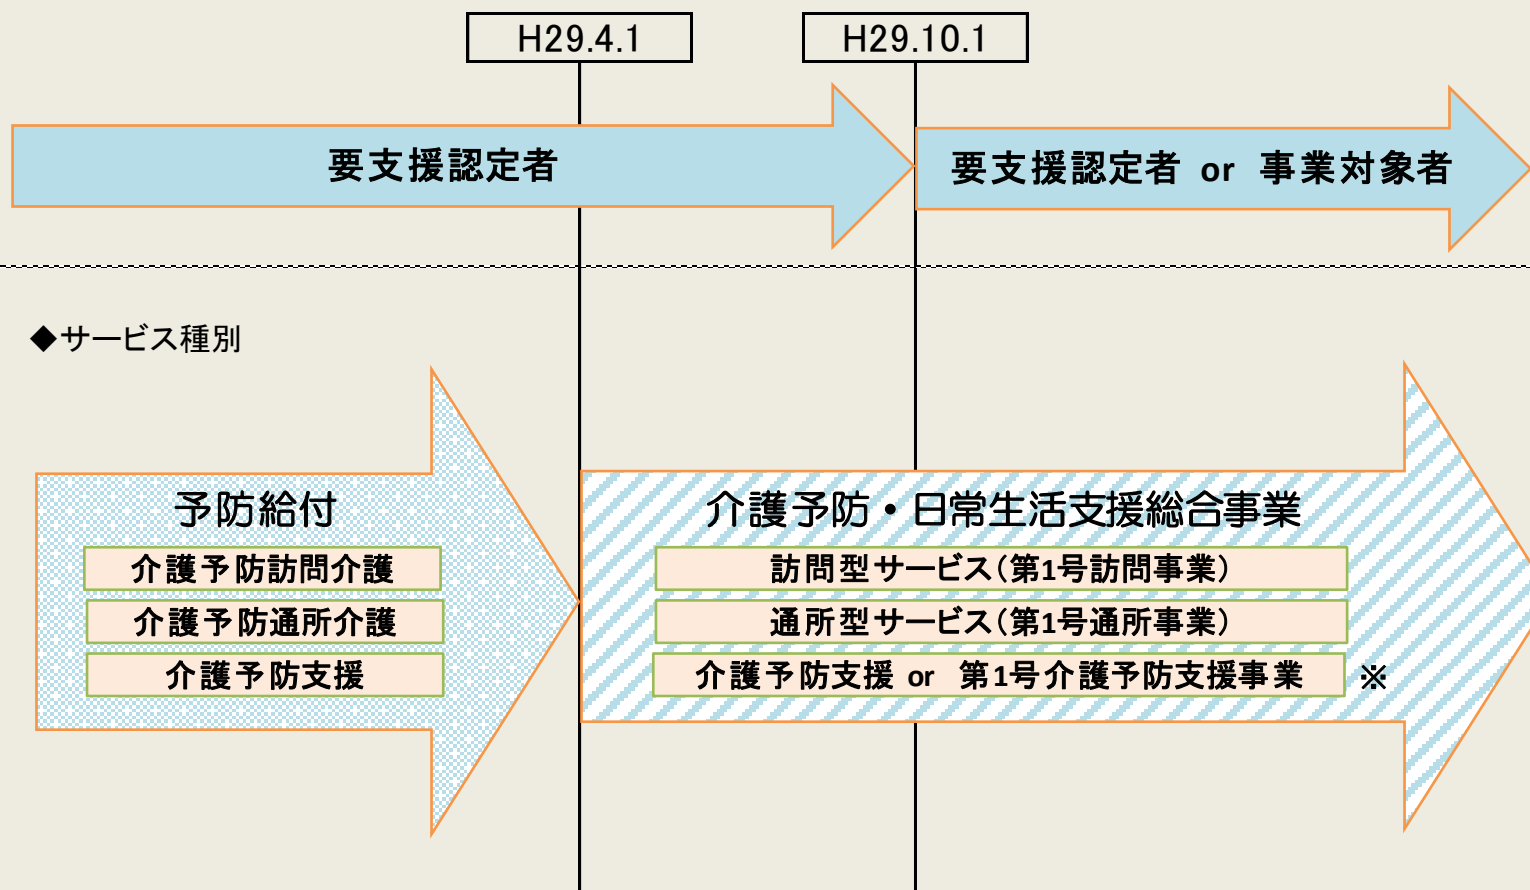 H29.4.1
H29.10.1
要支援認定者
要支援認定者 or 事業対象者
◆サービス種別
予防給付
介護予防訪問介護
介護予防通所介護
介護予防支援
介護予防・日常生活支援総合事業
訪問型サービス（第1号訪問事業）
通所型サービス（第1号通所事業）
介護予防支援 or 第1号介護予防支援事業 ※